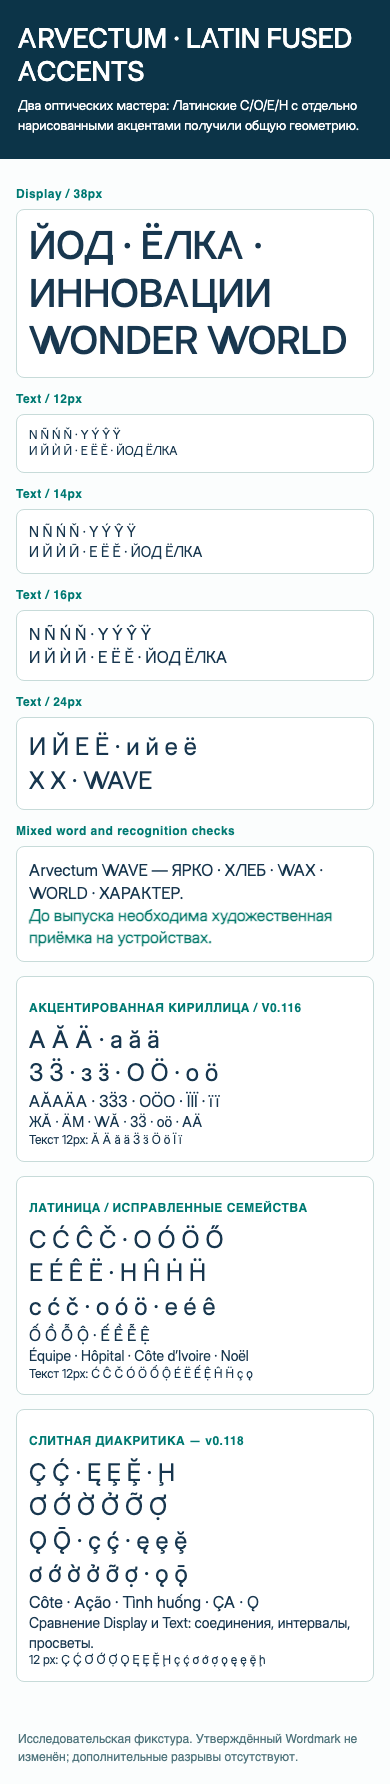 ARVECTUM · LATIN FUSED
ACCENTS
Два оптических мастера: Латинские C/O/E/H с отдельно
нарисованными акцентами получили общую геометрию.
Display / 38px
ЙОД · ЁЛКА ·
ИННОВАЦИИ
WONDER WORLD
Text / 12px
N Ñ Ń Ň · Y Ý Ŷ Ÿ
И Й Ѝ Ӣ · Е Ё Ĕ · ЙОД ЁЛКА
Text / 14px
N Ñ Ń Ň · Y Ý Ŷ Ÿ
И Й Ѝ Ӣ · Е Ё Ĕ · ЙОД ЁЛКА
Text / 16px
N Ñ Ń Ň · Y Ý Ŷ Ÿ
И Й Ѝ Ӣ · Е Ё Ĕ · ЙОД ЁЛКА
Text / 24px
И Й Е Ё · и й е ё
X Х · WAVE
Mixed word and recognition checks
Arvectum WAVE — ЯРКО · ХЛЕБ · WAX ·
WORLD · ХАРАКТЕР.
До выпуска необходима художественная
приёмка на устройствах.
АКЦЕНТИРОВАННАЯ КИРИЛЛИЦА / V0.116
А Ӑ Ӓ · а ӑ ӓ
З Ӟ · з ӟ · О Ӧ · о ӧ
АӐАӒА · ЗӞЗ · ОӦО · ЇЇЇ · її
ЖӐ · ӒМ · WӐ · ЗӞ · оӧ · АӒ
Текст 12px: Ӑ Ӓ ӑ ӓ Ӟ ӟ Ӧ ӧ Ї ї
ЛАТИНИЦА / ИСПРАВЛЕННЫЕ СЕМЕЙСТВА
C Ć Ĉ Č · O Ó Ö Ő
E É Ê Ë · H Ĥ Ḣ Ḧ
c ć č · o ó ö · e é ê
Ố Ồ Ỗ Ộ · Ế Ề Ễ Ệ
Équipe · Hôpital · Côte d’Ivoire · Noël
Текст 12px: Ć Ĉ Č Ó Ö Ố Ộ É Ë Ế Ệ Ĥ Ḧ ç ǫ
СЛИТНАЯ ДИАКРИТИКА — v0.118
Ç Ḉ · Ę Ȩ Ḝ · Ḩ
Ơ Ớ Ờ Ở Ỡ Ợ
Ǫ Ǭ · ç ḉ · ę ȩ ḝ
ơ ớ ờ ở ỡ ợ · ǫ ǭ
Côte · Ação · Tình huống · ÇA · Ǫ
Сравнение Display и Text: соединения, интервалы,
просветы.
12 px: Ç Ḉ Ơ Ở Ợ Ǫ Ę Ȩ Ḝ Ḩ ç ḉ ơ ớ ợ ǫ ę ȩ ḝ ḩ
Исследовательская фикстура. Утверждённый Wordmark не
изменён; дополнительные разрывы отсутствуют.